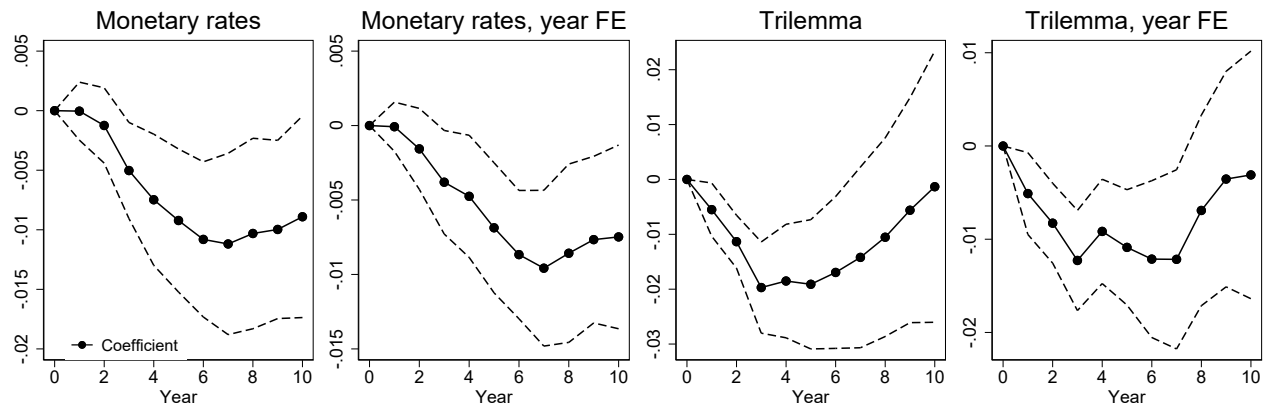 Monetary rates
.005
0
-.005
-.01
-.015
-.02
Coefficient
0 2 4 6 8 10
Year
Monetary rates, year FE
.005
0
-.005
-.01
-.015
0 2 4 6 8 10
Year
Trilemma
.02
.01
0
-.01
-.02
-.03
0 2 4 6 8 10
Year
Trilemma, year FE
.01
0
-.01
-.02
0 2 4 6 8 10
Year